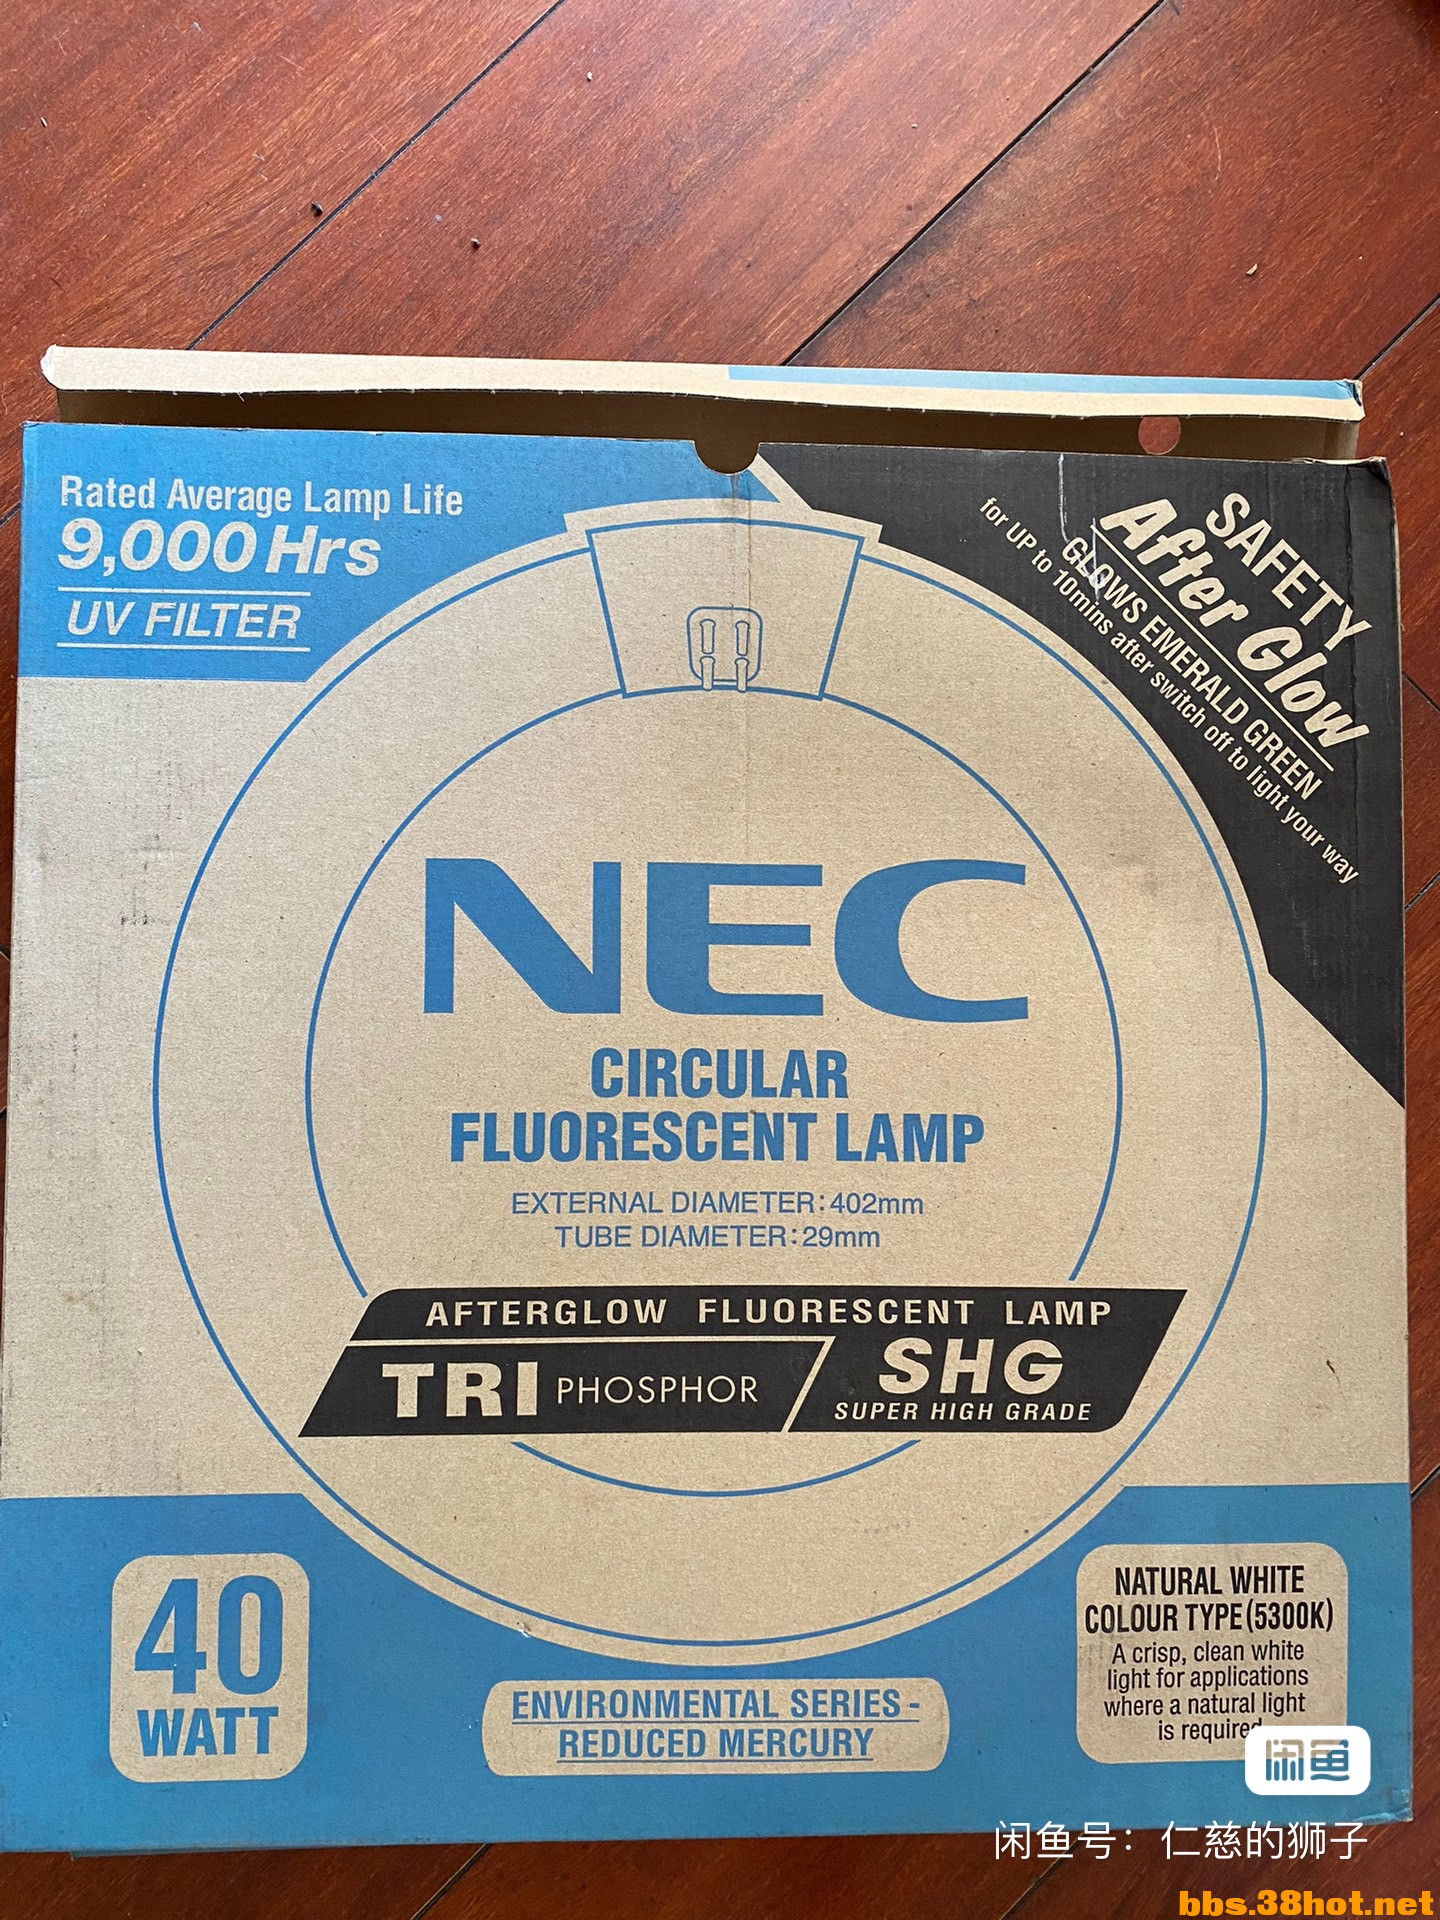 Rated Average Lamp Life
9,000 Hrs
UV FILTER
SAFETY
After Glow
GLOWS EMERALD GREEN
for UP to 10mins after switch off to light your way
NEC
CIRCULAR
FLUORESCENT LAMP
EXTERNAL DIAMETER:402mm
TUBE DIAMETER:29mm
AFTERGLOW FLUORESCENT LAMP
TRI PHOSPHOR
SHG
SUPER HIGH GRADE
40
WATT
ENVIRONMENTAL SERIES-
REDUCED MERCURY
NATURAL WHITE
COLOUR TYPE(5300K)
A crisp, clean white
light for applications
where a natural light
is required
闲鱼
闲鱼号：仁慈的狮子
bbs.38hot.net